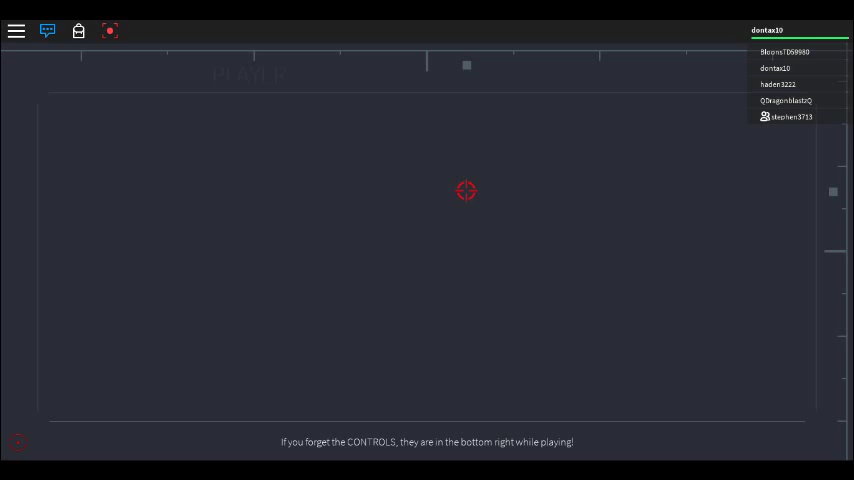 dontax10
BloonsTD59980
dontax10
haden3222
QDragonblastzQ
stephen3713
PLAYER
If you forget the CONTROLS, they are in the bottom right while playing!